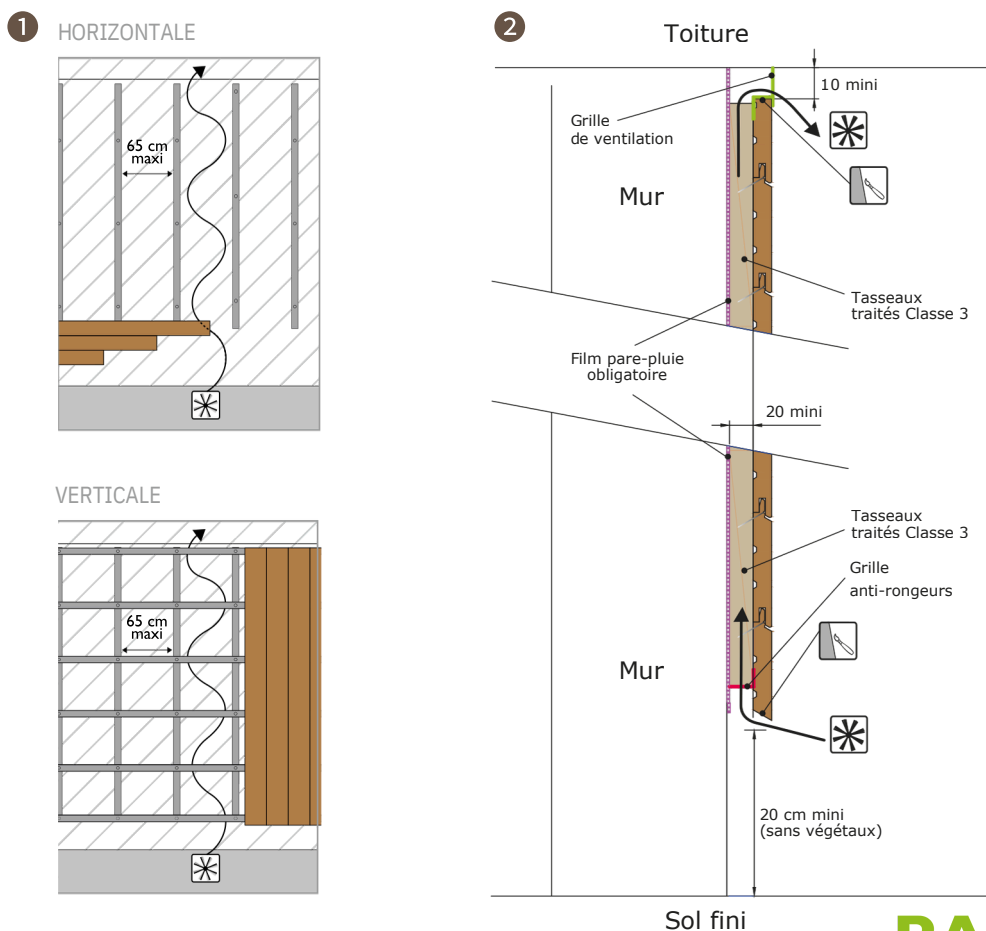 1 HORIZONTALE
65 cm
maxi
VERTICALE
65 cm
maxi
2
Toiture
10 mini
Grille
de ventilation
Mur
Tasseaux
traités Classe 3
Film pare-pluie
obligatoire
20 mini
Tasseaux
traités Classe 3
Grille
anti-rongeurs
Mur
20 cm mini
(sans végétaux)
Sol fini